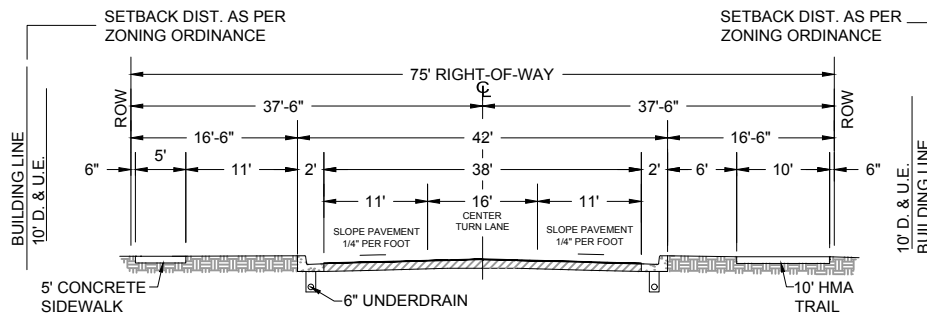 SETBACK DIST. AS PER
ZONING ORDINANCE
SETBACK DIST. AS PER
ZONING ORDINANCE
75' RIGHT-OF-WAY
℄
37'-6"
37'-6"
ROW
ROW
16'-6"
42'
16'-6"
6"
5'
11'
2'
38'
2'
6'
10'
6"
11'
16'
11'
CENTER
TURN LANE
SLOPE PAVEMENT
1/4" PER FOOT
SLOPE PAVEMENT
1/4" PER FOOT
BUILDING LINE
10' D. & U.E.
10' D. & U.E.
BUILDING LINE
5' CONCRETE
SIDEWALK
6" UNDERDRAIN
10' HMA
TRAIL